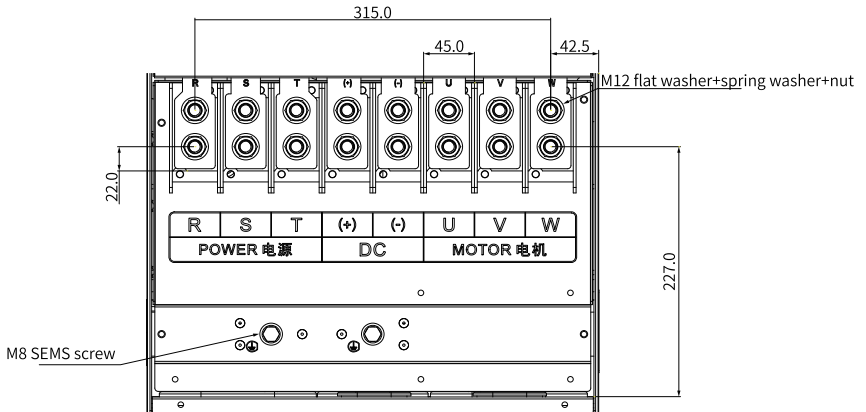 315.0
45.0
42.5
M12 flat washer+spring washer+nut
R S T (+) (-) U V W
22.0
R S T (+) (-) U V W
POWER 电源 DC MOTOR 电机
227.0
M8 SEMS screw